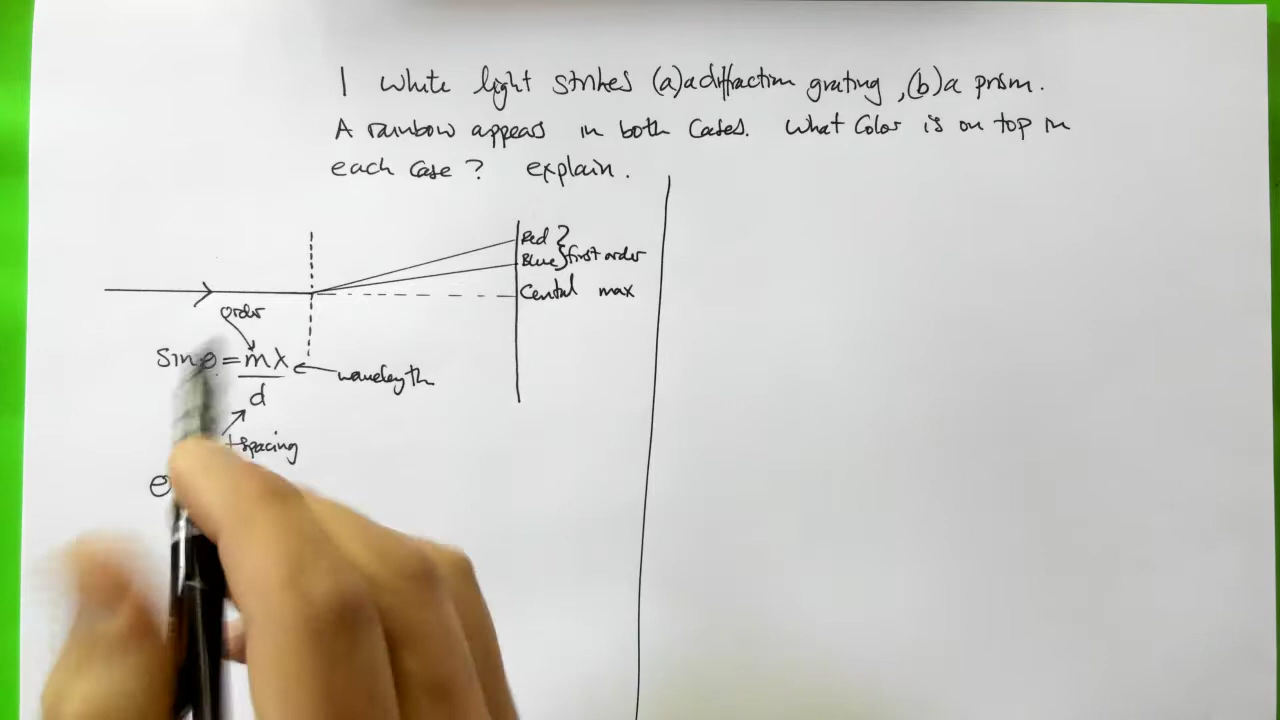 1 White light strikes (a) a diffraction grating, (b) a prism.
A rainbow appears in both cases. What color is on top in
each case? explain.
Red } first order
Blue
Central max
order
sinθ = mλ
d
wavelength
spacing
θ